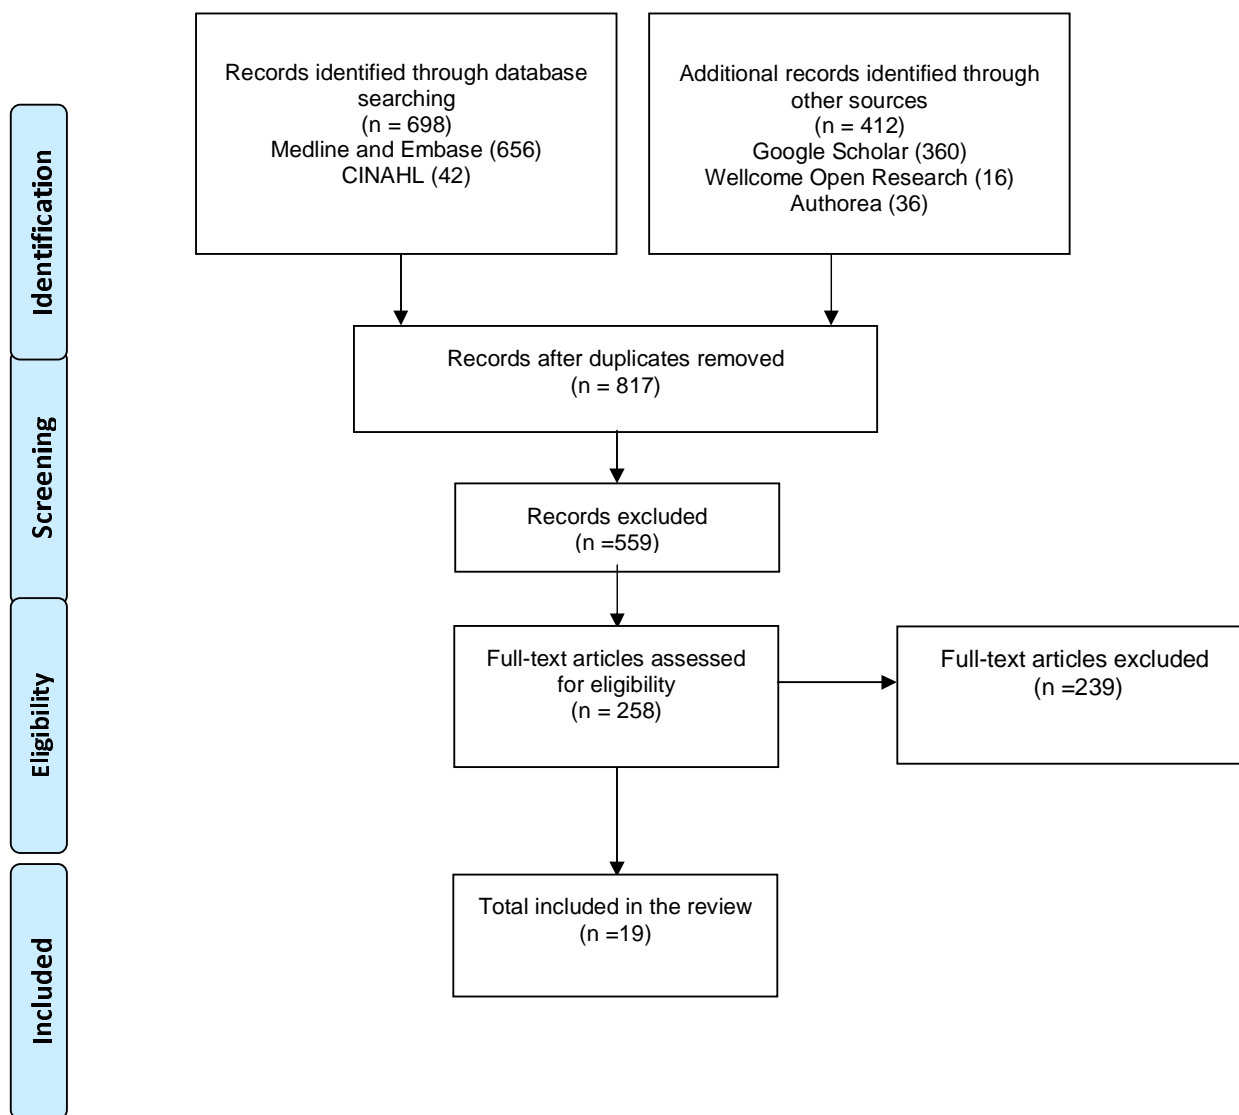 Records identified through database
searching
(n = 698)
Medline and Embase (656)
CINAHL (42)
Additional records identified through
other sources
(n = 412)
Google Scholar (360)
Wellcome Open Research (16)
Authorea (36)
Identification
Records after duplicates removed
(n = 817)
Screening
Records excluded
(n =559)
Eligibility
Full-text articles assessed
for eligibility
(n = 258)
Full-text articles excluded
(n =239)
Included
Total included in the review
(n =19)